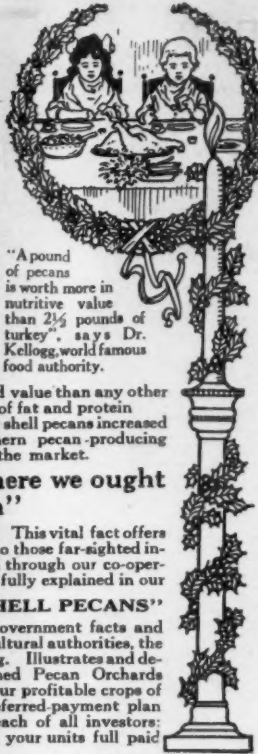 "A pound
of pecans
is worth more in
nutritive value
than 2½ pounds of
turkey", says Dr.
Kellogg, world famous
food authority.
d value than any other
of fat and protein
shell pecans increased
ern pecan-producing
the market.
here we ought
n"
This vital fact offers
o those far-sighted in-
through our co-oper-
fully explained in our
HELL PECANS"
overnment facts and
ultural authorities, the
g. Illustrates and de-
ned Pecan Orchards
ur profitable crops of
eferred-payment plan
each of all investors:
your units full paid